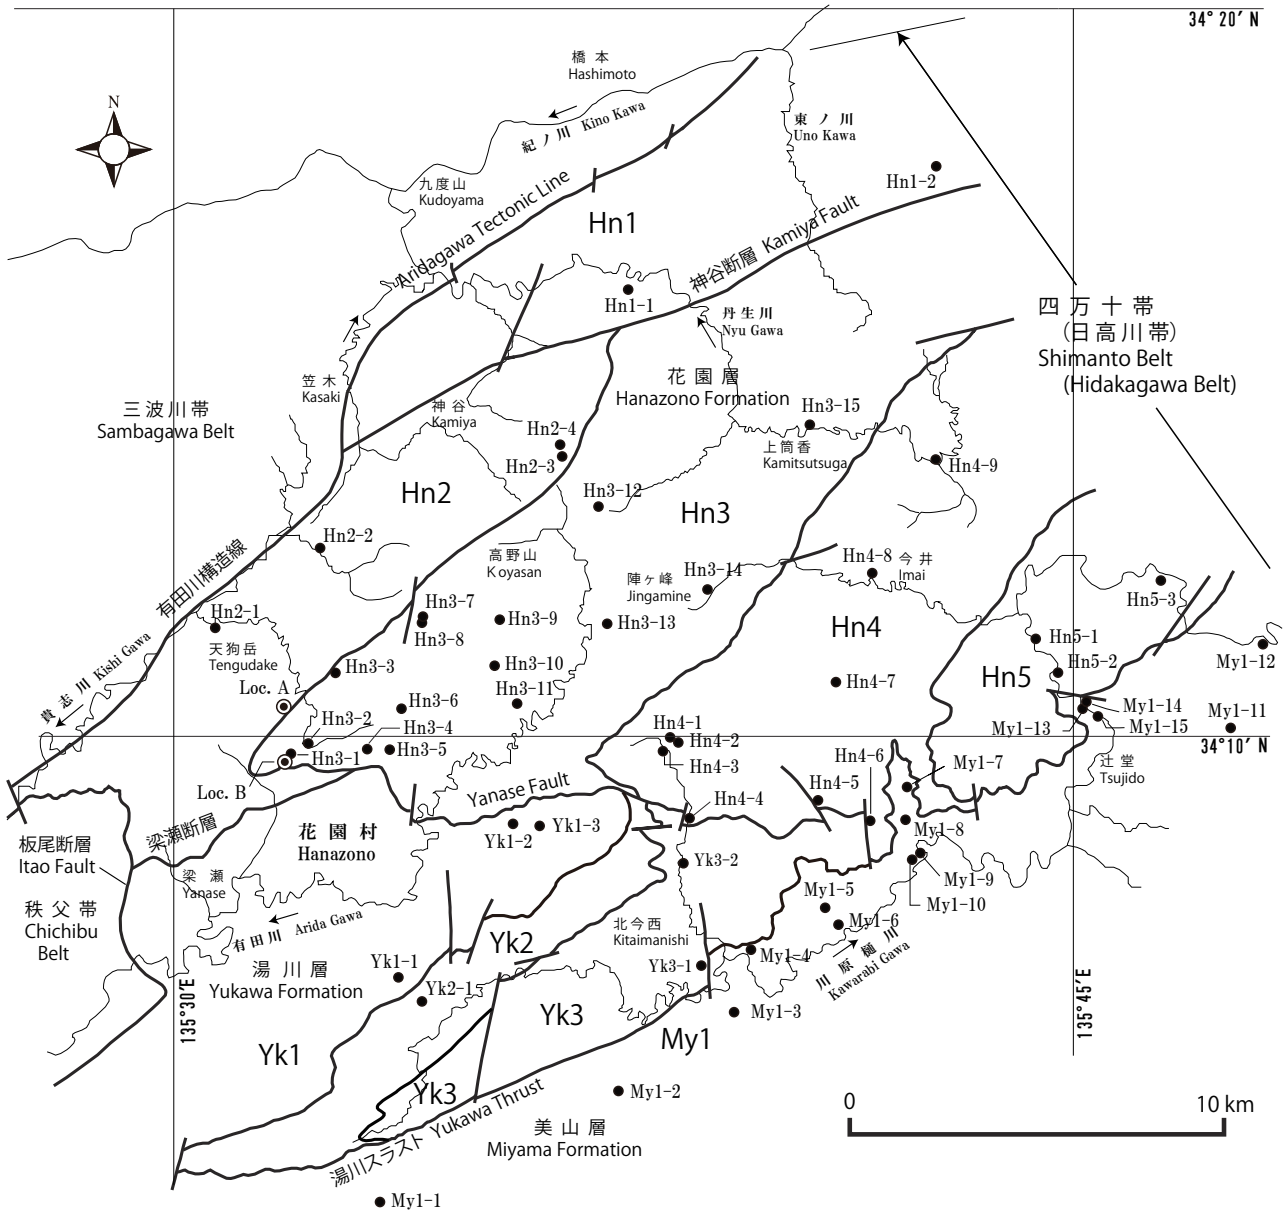 34° 20′ N
橋 本
Hashimoto
N
紀ノ川 Kino Kawa
東 ノ 川
Uno Kawa
Hn1-2
九度山
Kudoyama
Aridagawa Tectonic Line
Hn1
神谷断層 Kamiya Fault
Hn1-1
丹生川
Nyu Gawa
四 万 十 帯
(日高川帯)
Shimanto Belt
(Hidakagawa Belt)
花 園 層
Hanazono Formation
笠 木
Kasaki
神 谷
Kamiya
三 波 川 帯
Sambagawa Belt
Hn3-15
Hn2-4
Hn2-3
上 筒 香
Kamitsutsuga
Hn4-9
Hn2
Hn3-12
Hn3
Hn2-2
高 野 山
Koyasan
Hn4-8
今 井
Imai
有田川構造線
陣ヶ峰
Jingamine
Hn3-14
Hn5-3
Hn3-7
Hn3-8
Hn3-9
Hn3-13
Hn4
Hn2-1
天 狗 岳
Tengudake
Hn5-1
My1-12
貴 志 川 Kishi Gawa
Hn3-3
Hn3-10
Hn5-2
Hn5
Loc. A
Hn3-6
Hn3-11
Hn4-7
My1-14
My1-15
My1-13
My1-11
Hn3-2
Hn3-4
Hn4-1
Hn4-2
Hn4-3
34° 10′ N
Hn3-1
Hn3-5
Hn4-6
My1-7
辻 堂
Tsujido
Loc. B
Yanase Fault
Hn4-5
Hn4-4
梁瀬断層
花 園 村
Hanazono
Yk1-2
Yk1-3
My1-8
板尾断層
Itao Fault
梁 瀬
Yanase
Yk3-2
My1-9
My1-10
秩 父 帯
Chichibu
Belt
有 田 川 Arida Gawa
My1-5
My1-6
北 今 西
Kitaimanishi
Yk2
My1-4
川 原 樋 川
Kawarabi Gawa
湯 川 層
Yukawa Formation
Yk1-1
Yk3-1
Yk2-1
135°30′E
135°45′E
Yk3
My1-3
My1
Yk1
Yk3
My1-2
0
10 km
湯川スラスト Yukawa Thrust
美 山 層
Miyama Formation
My1-1